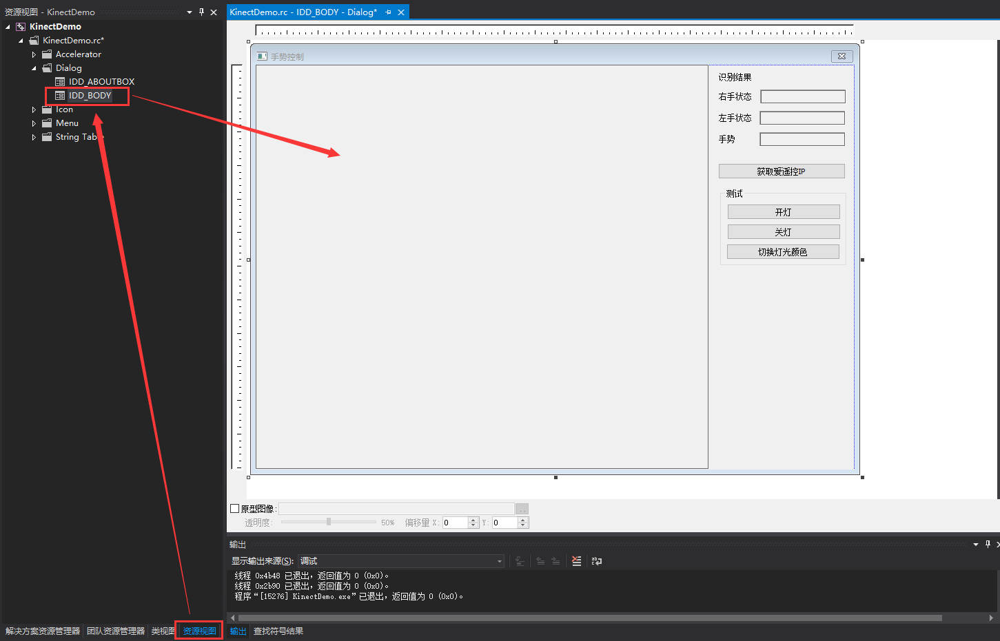 资源视图 - KinectDemo
KinectDemo
KinectDemo.rc*
Accelerator
Dialog
IDD_ABOUTBOX
IDD_BODY
Icon
Menu
String Tab
解决方案资源管理器 团队资源管理器 类视图 资源视图
KinectDemo.rc - IDD_BODY - Dialog*
手势控制
识别结果
右手状态
左手状态
手势
获取爱遥控IP
测试
开灯
关灯
切换灯光颜色
原型图像: ...
透明度: 50% 偏移量 X: 0 Y: 0
输出
显示输出来源(S): 调试
线程 0x4b48 已退出，返回值为 0 (0x0)。
线程 0x2b90 已退出，返回值为 0 (0x0)。
程序“[15276] KinectDemo.exe”已退出，返回值为 0 (0x0)。
输出 查找符号结果